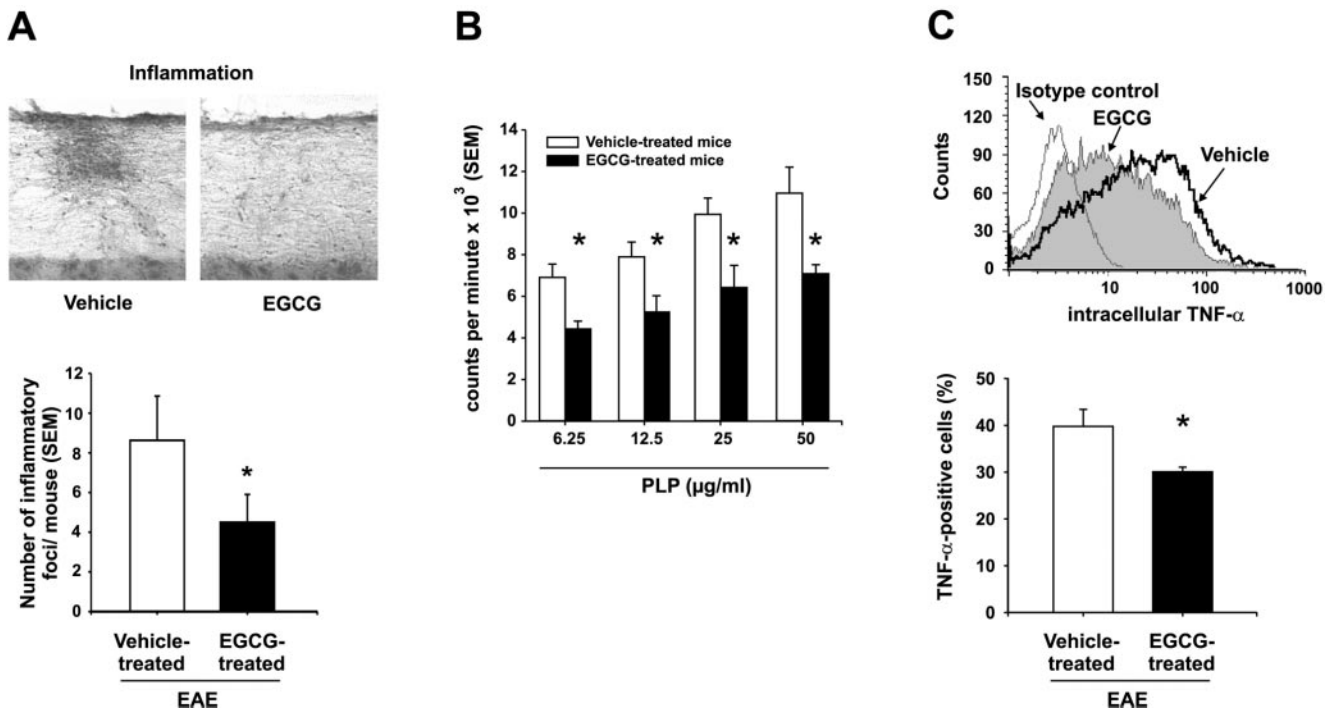 A
Inflammation
Vehicle
EGCG
12
10
8
6
4
2
0
Number of inflammatory
foci/ mouse (SEM)
Vehicle-
treated
EGCG-
treated
*
EAE
B
14
12
10
8
6
4
2
0
counts per minute x 10³ (SEM)
Vehicle-treated mice
EGCG-treated mice
* * * *
6.25 12.5 25 50
PLP (µg/ml)
C
150
120
90
60
30
0
Counts
Isotype control
EGCG
Vehicle
10 100 1000
intracellular TNF-α
50
40
30
20
10
0
TNF-α-positive cells (%)
*
Vehicle-
treated
EGCG-
treated
EAE